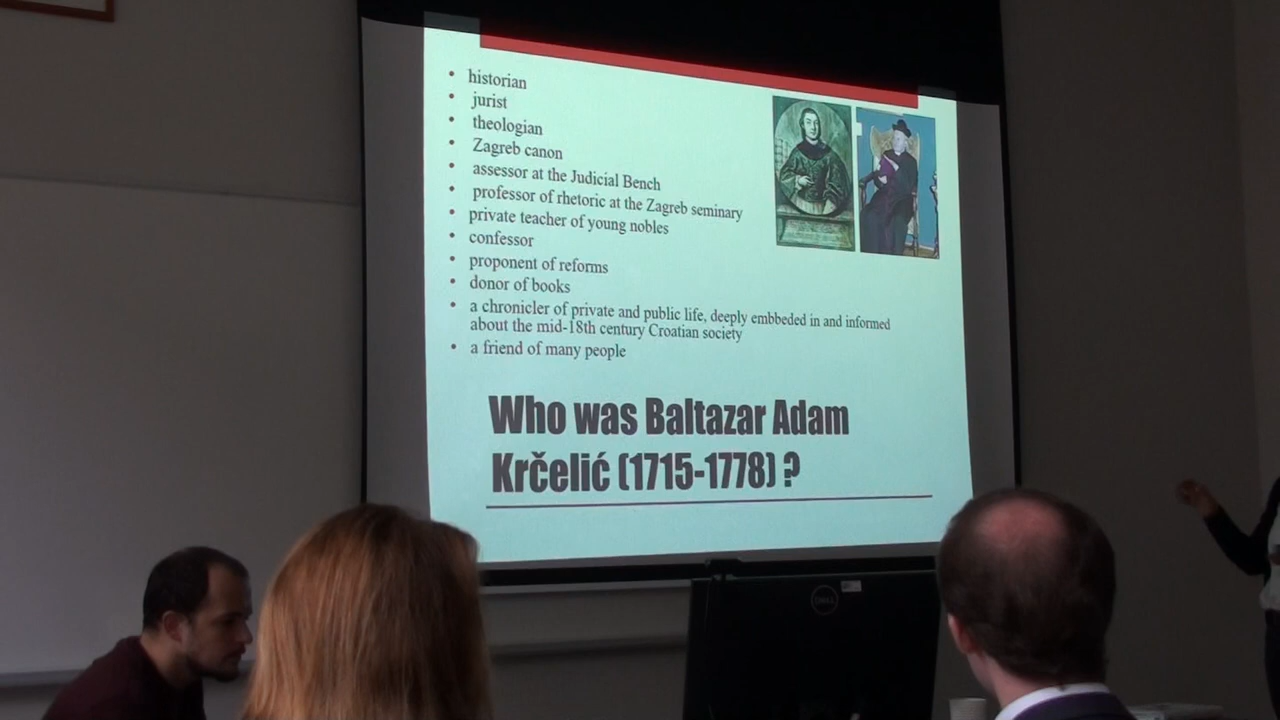 • historian
• jurist
• theologian
• Zagreb canon
• assessor at the Judicial Bench
• professor of rhetoric at the Zagreb seminary
• private teacher of young nobles
• confessor
• proponent of reforms
• donor of books
• a chronicler of private and public life, deeply embbeded in and informed
about the mid-18th century Croatian society
• a friend of many people
Who was Baltazar Adam
Krčelić (1715-1778) ?
DELL